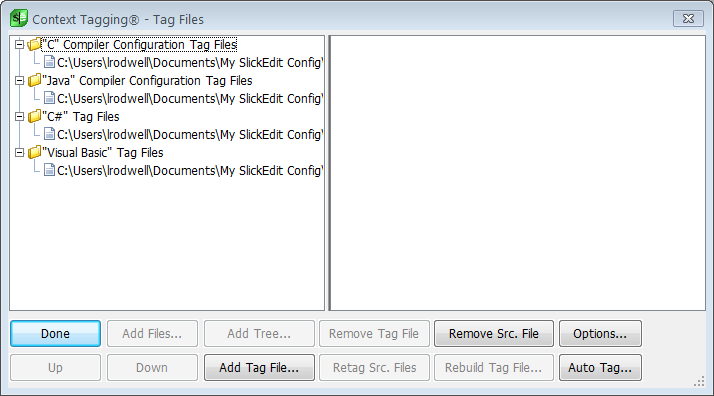 Context Tagging® - Tag Files
"C" Compiler Configuration Tag Files
C:\Users\lrodwell\Documents\My SlickEdit Config\
"Java" Compiler Configuration Tag Files
C:\Users\lrodwell\Documents\My SlickEdit Config\
"C#" Tag Files
C:\Users\lrodwell\Documents\My SlickEdit Config\
"Visual Basic" Tag Files
C:\Users\lrodwell\Documents\My SlickEdit Config\
Done Add Files... Add Tree... Remove Tag File Remove Src. File Options...
Up Down Add Tag File... Retag Src. Files Rebuild Tag File... Auto Tag...